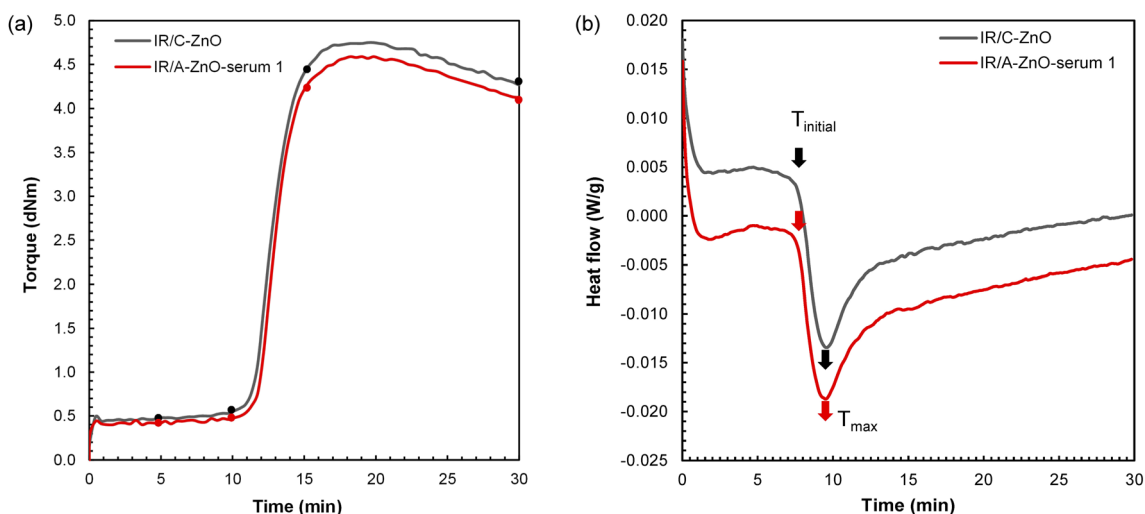 (a)
IR/C-ZnO
IR/A-ZnO-serum 1
Torque (dNm)
5.0
4.5
4.0
3.5
3.0
2.5
2.0
1.5
1.0
0.5
0.0
0 5 10 15 20 25 30
Time (min)
(b)
IR/C-ZnO
IR/A-ZnO-serum 1
Tinitial
Tmax
Heat flow (W/g)
0.020
0.015
0.010
0.005
0.000
-0.005
-0.010
-0.015
-0.020
-0.025
0 5 10 15 20 25 30
Time (min)